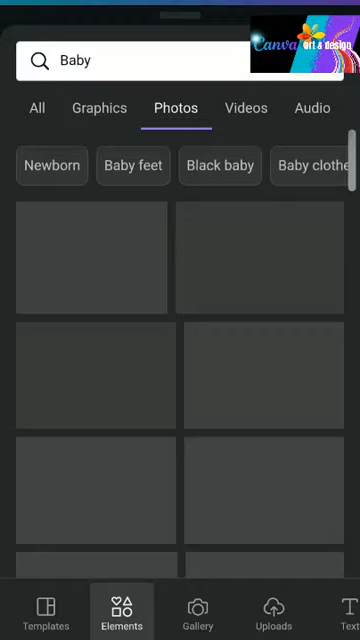 Baby
Canva art & design
All Graphics Photos Videos Audio
Newborn Baby feet Black baby Baby clothe
Templates Elements Gallery Uploads Text